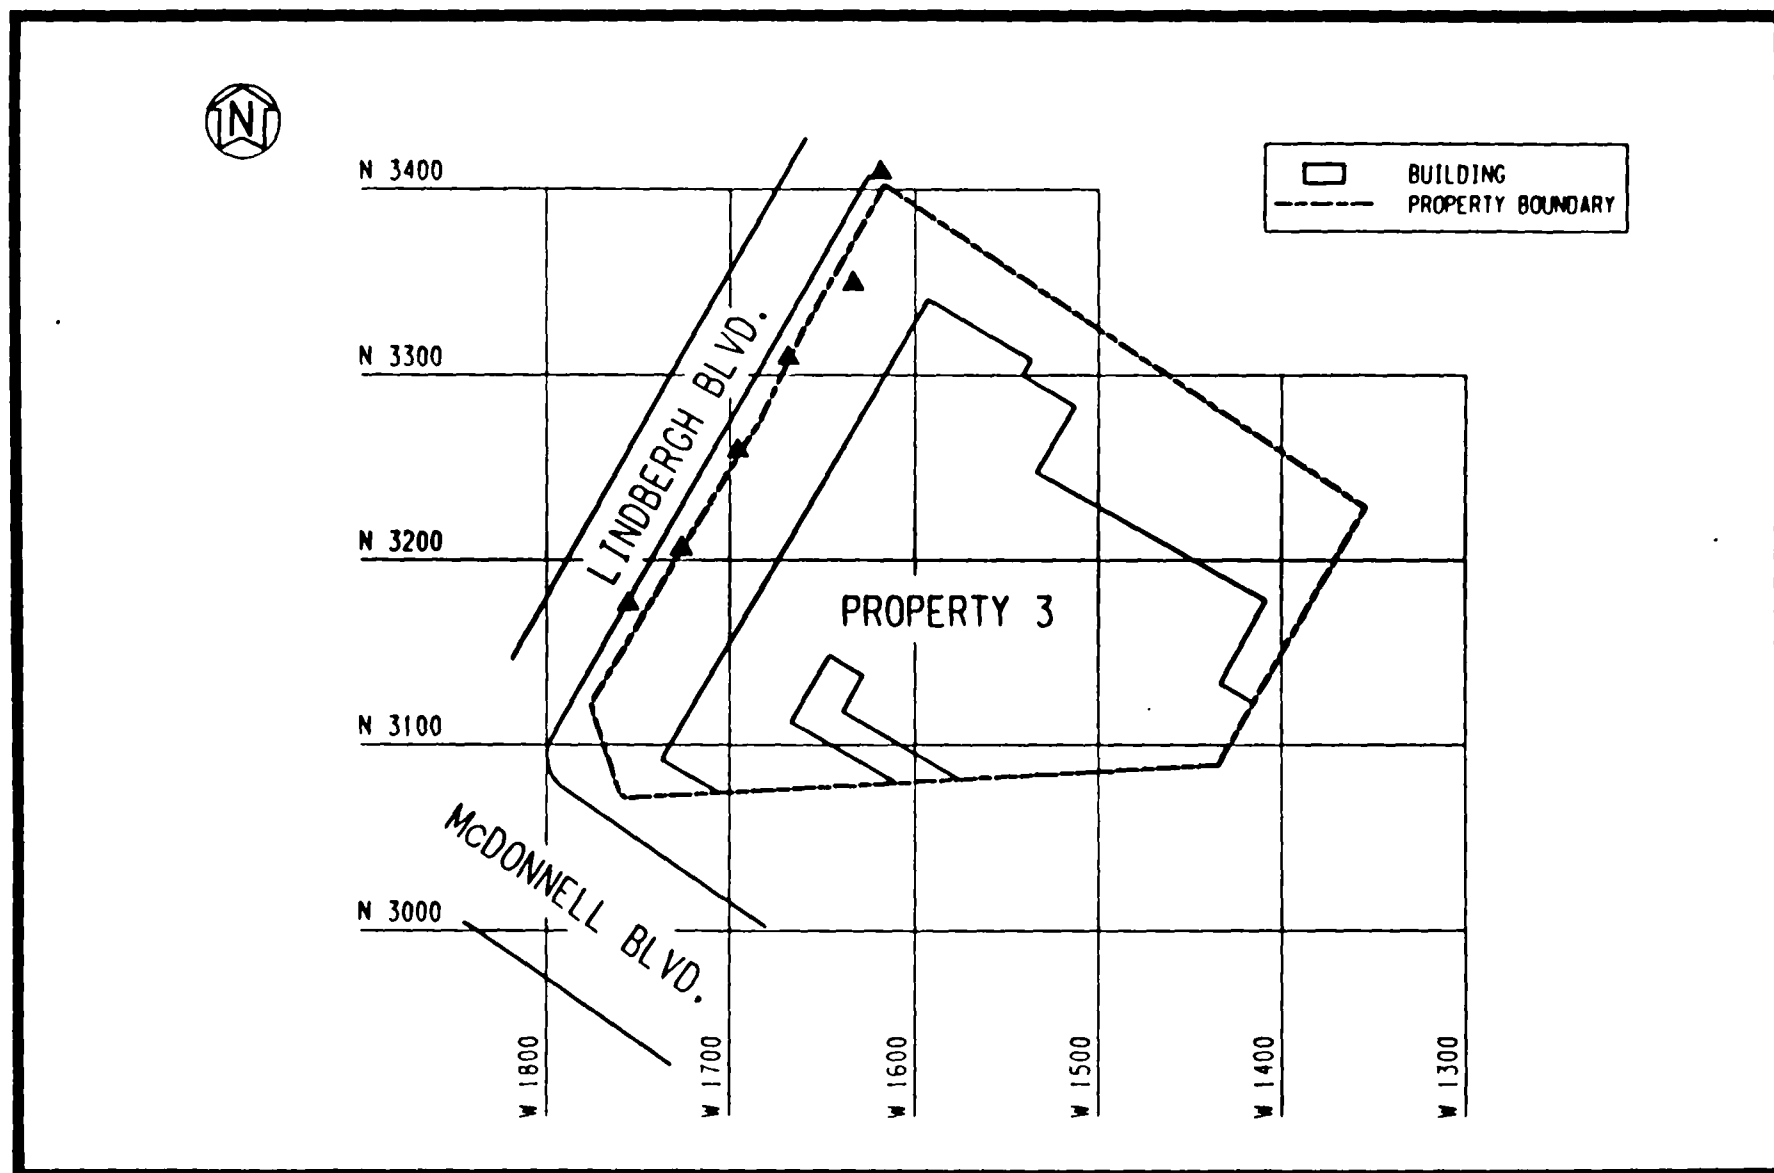 N
N 3400
BUILDING
PROPERTY BOUNDARY
N 3300
LINDBERGH BLVD.
N 3200
PROPERTY 3
N 3100
McDONNELL BLVD.
N 3000
W 1800
W 1700
W 1600
W 1500
W 1400
W 1300